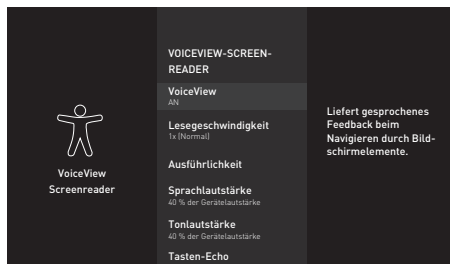 VoiceView
Screenreader
VOICEVIEW-SCREEN-
READER
VoiceView
AN
Lesegeschwindigkeit
1x (Normal)
Ausführlichkeit
Sprachlautstärke
40 % der Gerätelautstärke
Tonlautstärke
40 % der Gerätelautstärke
Tasten-Echo
Liefert gesprochenes
Feedback beim
Navigieren durch Bild-
schirmelemente.